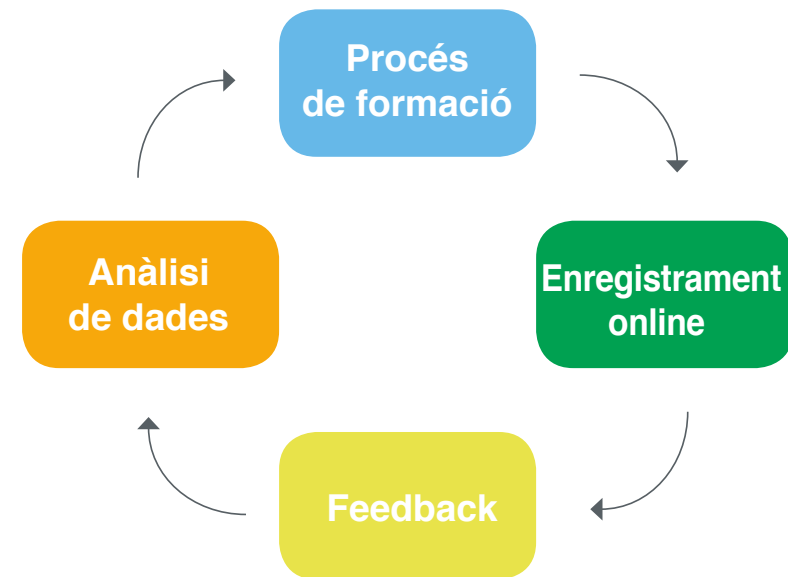 Procés
de formació
Anàlisi
de dades
Enregistrament
online
Feedback